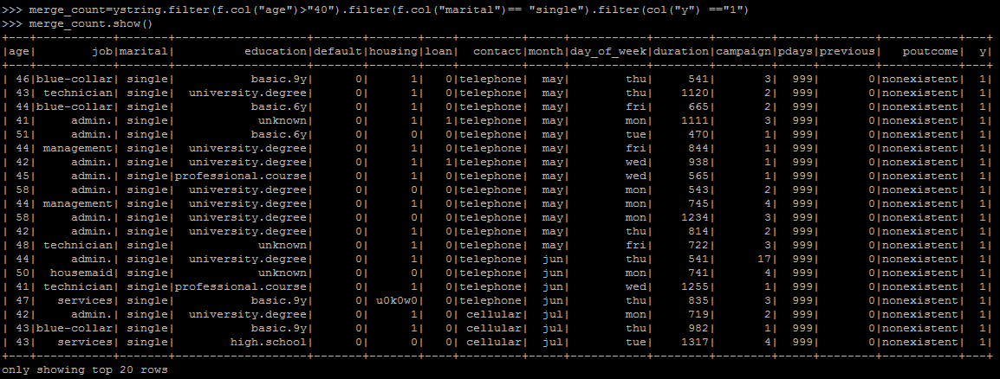 >>> merge_count=ystring.filter(f.col("age")>"40").filter(f.col("marital")== "single").filter(col("y") =="1")
>>> merge_count.show()
+---+-----------+-------+-------------------+-------+-------+----+---------+-----+-----------+--------+--------+-----+--------+-----------+---+
|age|        job|marital|          education|default|housing|loan|  contact|month|day_of_week|duration|campaign|pdays|previous|   poutcome|  y|
+---+-----------+-------+-------------------+-------+-------+----+---------+-----+-----------+--------+--------+-----+--------+-----------+---+
| 46|blue-collar| single|           basic.9y|      0|      1|   0|telephone|  may|        thu|     541|       3|  999|       0|nonexistent|  1|
| 43| technician| single|  university.degree|      0|      1|   0|telephone|  may|        thu|    1120|       2|  999|       0|nonexistent|  1|
| 44|blue-collar| single|           basic.6y|      0|      1|   0|telephone|  may|        fri|     665|       2|  999|       0|nonexistent|  1|
| 41|     admin.| single|            unknown|      0|      1|   1|telephone|  may|        mon|    1111|       3|  999|       0|nonexistent|  1|
| 51|     admin.| single|           basic.6y|      0|      0|   0|telephone|  may|        tue|     470|       1|  999|       0|nonexistent|  1|
| 44| management| single|  university.degree|      0|      1|   0|telephone|  may|        fri|     844|       1|  999|       0|nonexistent|  1|
| 42|     admin.| single|  university.degree|      0|      1|   1|telephone|  may|        wed|     938|       1|  999|       0|nonexistent|  1|
| 45|     admin.| single|professional.course|      0|      1|   0|telephone|  may|        wed|     565|       1|  999|       0|nonexistent|  1|
| 58|     admin.| single|  university.degree|      0|      0|   0|telephone|  may|        mon|     543|       2|  999|       0|nonexistent|  1|
| 44| management| single|  university.degree|      0|      1|   0|telephone|  may|        mon|     745|       4|  999|       0|nonexistent|  1|
| 58|     admin.| single|  university.degree|      0|      0|   0|telephone|  may|        mon|    1234|       3|  999|       0|nonexistent|  1|
| 42|     admin.| single|  university.degree|      0|      1|   0|telephone|  may|        thu|     814|       2|  999|       0|nonexistent|  1|
| 48| technician| single|            unknown|      0|      1|   0|telephone|  may|        fri|     722|       3|  999|       0|nonexistent|  1|
| 44|     admin.| single|  university.degree|      0|      1|   0|telephone|  jun|        thu|     541|      17|  999|       0|nonexistent|  1|
| 50|  housemaid| single|            unknown|      0|      0|   0|telephone|  jun|        mon|     741|       4|  999|       0|nonexistent|  1|
| 41| technician| single|professional.course|      0|      1|   0|telephone|  jun|        wed|    1255|       1|  999|       0|nonexistent|  1|
| 47|   services| single|           basic.9y|      0| u0k0w0|   0|telephone|  jun|        thu|     835|       3|  999|       0|nonexistent|  1|
| 42|     admin.| single|  university.degree|      0|      1|   0| cellular|  jul|        mon|     719|       2|  999|       0|nonexistent|  1|
| 43|blue-collar| single|           basic.9y|      0|      1|   0| cellular|  jul|        thu|     982|       1|  999|       0|nonexistent|  1|
| 43|   services| single|        high.school|      0|      0|   0| cellular|  jul|        tue|    1317|       4|  999|       0|nonexistent|  1|
+---+-----------+-------+-------------------+-------+-------+----+---------+-----+-----------+--------+--------+-----+--------+-----------+---+
only showing top 20 rows